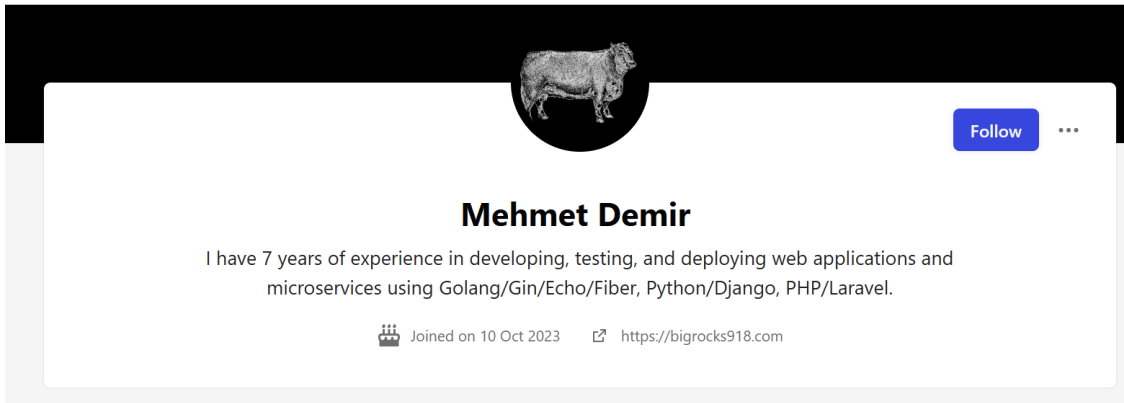 Follow
Mehmet Demir
I have 7 years of experience in developing, testing, and deploying web applications and
microservices using Golang/Gin/Echo/Fiber, Python/Django, PHP/Laravel.
Joined on 10 Oct 2023 https://bigrocks918.com